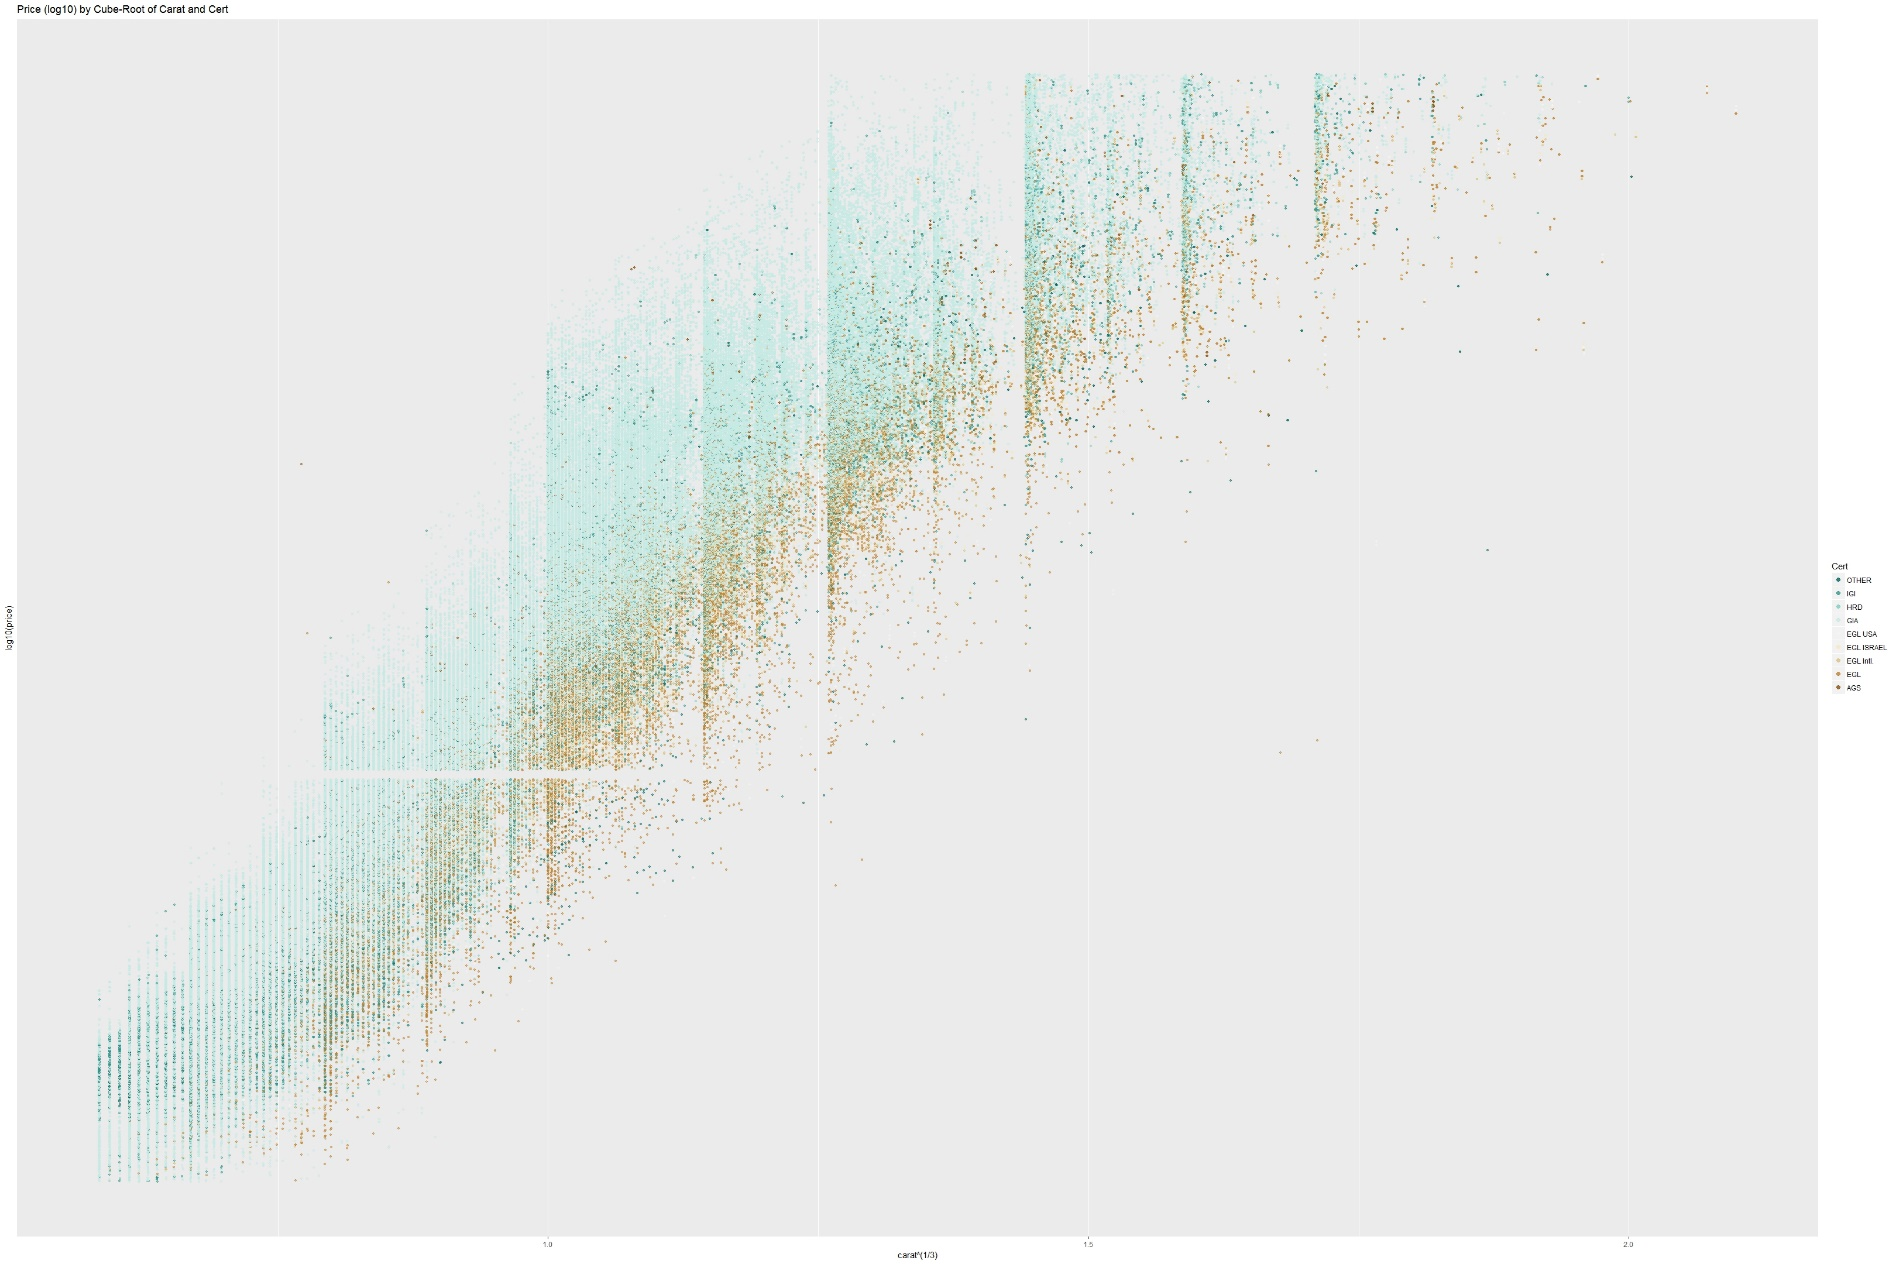 Price (log10) by Cube-Root of Carat and Cert
log10(price)
Cert
OTHER
IGI
HRD
GIA
EGL USA
EGL ISRAEL
EGL Intl.
EGL
AGS
1.0
1.5
2.0
carat^(1/3)